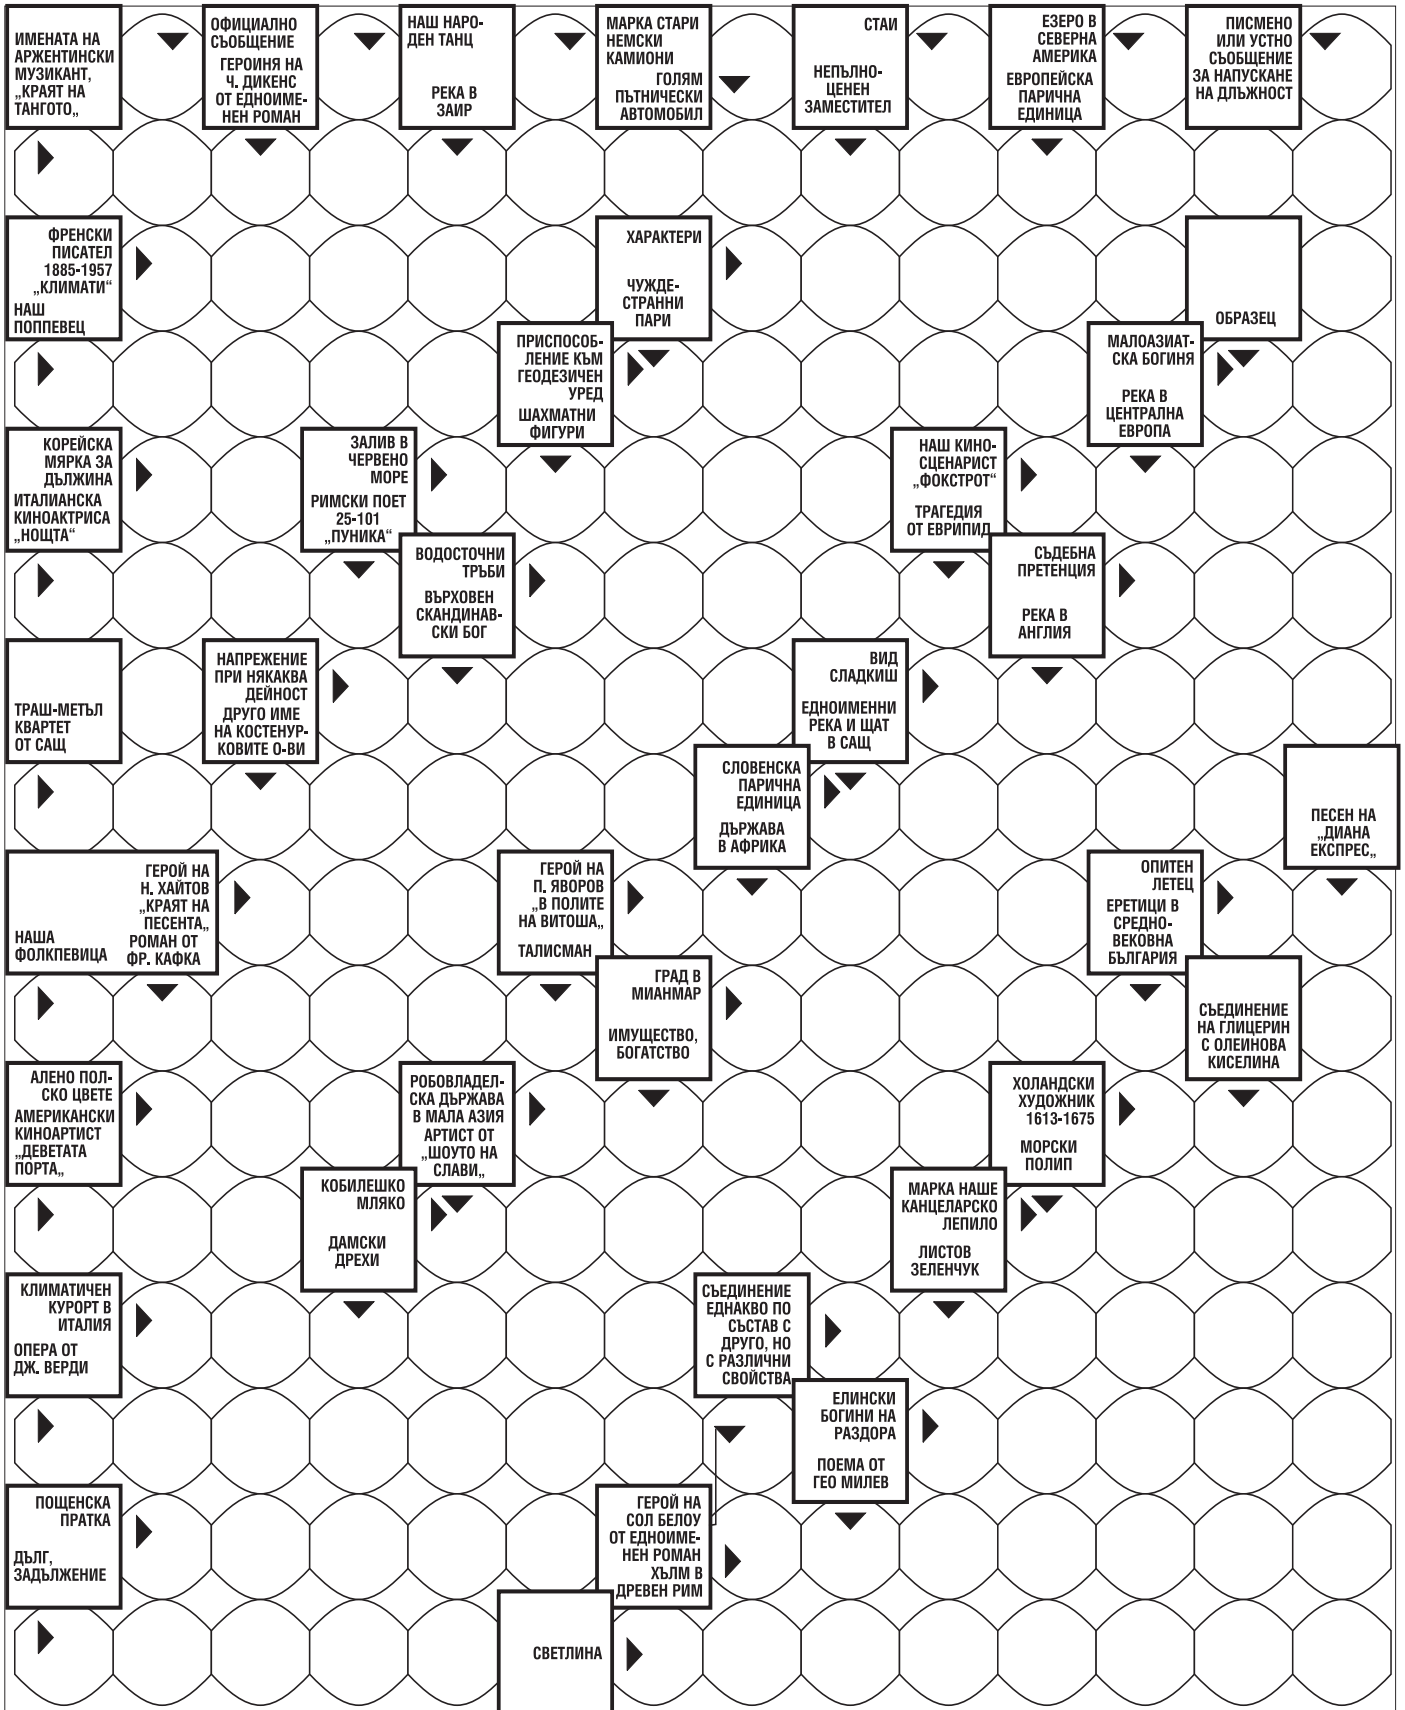 ИМЕНАТА НА
АРЖЕНТИНСКИ
МУЗИКАНТ,
„КРАЯТ НА
ТАНГОТО„
ОФИЦИАЛНО
СЪОБЩЕНИЕ
ГЕРОИНЯ НА
Ч. ДИКЕНС
ОТ ЕДНОИМЕ-
НЕН РОМАН
НАШ НАРО-
ДЕН ТАНЦ
РЕКА В
ЗАИР
МАРКА СТАРИ
НЕМСКИ
КАМИОНИ
ГОЛЯМ
ПЪТНИЧЕСКИ
АВТОМОБИЛ
СТАИ
НЕПЪЛНО-
ЦЕНЕН
ЗАМЕСТИТЕЛ
ЕЗЕРО В
СЕВЕРНА
АМЕРИКА
ЕВРОПЕЙСКА
ПАРИЧНА
ЕДИНИЦА
ПИСМЕНО
ИЛИ УСТНО
СЪОБЩЕНИЕ
ЗА НАПУСКАНЕ
НА ДЛЪЖНОСТ
ФРЕНСКИ
ПИСАТЕЛ
1885-1957
„КЛИМАТИ“
НАШ
ПОППЕВЕЦ
ХАРАКТЕРИ
ЧУЖДЕ-
СТРАННИ
ПАРИ
ОБРАЗЕЦ
ПРИСПОСОБ-
ЛЕНИЕ КЪМ
ГЕОДЕЗИЧЕН
УРЕД
ШАХМАТНИ
ФИГУРИ
МАЛОАЗИАТ-
СКА БОГИНЯ
РЕКА В
ЦЕНТРАЛНА
ЕВРОПА
КОРЕЙСКА
МЯРКА ЗА
ДЪЛЖИНА
ИТАЛИАНСКА
КИНОАКТРИСА
„НОЩТА“
ЗАЛИВ В
ЧЕРВЕНО
МОРЕ
РИМСКИ ПОЕТ
25-101
„ПУНИКА“
НАШ КИНО-
СЦЕНАРИСТ
„ФОКСТРОТ“
ТРАГЕДИЯ
ОТ ЕВРИПИД
ВОДОСТОЧНИ
ТРЪБИ
ВЪРХОВЕН
СКАНДИНАВ-
СКИ БОГ
СЪДЕБНА
ПРЕТЕНЦИЯ
РЕКА В
АНГЛИЯ
ТРАШ-МЕТЪЛ
КВАРТЕТ
ОТ САЩ
НАПРЕЖЕНИЕ
ПРИ НЯКАКВА
ДЕЙНОСТ
ДРУГО ИМЕ
НА КОСТЕНУР-
КОВИТЕ О-ВИ
ВИД
СЛАДКИШ
ЕДНОИМЕННИ
РЕКА И ЩАТ
В САЩ
СЛОВЕНСКА
ПАРИЧНА
ЕДИНИЦА
ДЪРЖАВА
В АФРИКА
ПЕСЕН НА
„ДИАНА
ЕКСПРЕС„
ГЕРОЙ НА
Н. ХАЙТОВ
„КРАЯТ НА
ПЕСЕНТА„
НАША
ФОЛКПЕВИЦА
РОМАН ОТ
ФР. КАФКА
ГЕРОЙ НА
П. ЯВОРОВ
„В ПОЛИТЕ
НА ВИТОША„
ТАЛИСМАН
ОПИТЕН
ЛЕТЕЦ
ЕРЕТИЦИ В
СРЕДНО-
ВЕКОВНА
БЪЛГАРИЯ
ГРАД В
МИАНМАР
ИМУЩЕСТВО,
БОГАТСТВО
СЪЕДИНЕНИЕ
НА ГЛИЦЕРИН
С ОЛЕИНОВА
КИСЕЛИНА
АЛЕНО ПОЛ-
СКО ЦВЕТЕ
АМЕРИКАНСКИ
КИНОАРТИСТ
„ДЕВЕТАТА
ПОРТА„
РОБОВЛАДЕЛ-
СКА ДЪРЖАВА
В МАЛА АЗИЯ
АРТИСТ ОТ
„ШОУТО НА
СЛАВИ„
ХОЛАНДСКИ
ХУДОЖНИК
1613-1675
МОРСКИ
ПОЛИП
КОБИЛЕШКО
МЛЯКО
ДАМСКИ
ДРЕХИ
МАРКА НАШЕ
КАНЦЕЛАРСКО
ЛЕПИЛО
ЛИСТОВ
ЗЕЛЕНЧУК
КЛИМАТИЧЕН
КУРОРТ В
ИТАЛИЯ
ОПЕРА ОТ
ДЖ. ВЕРДИ
СЪЕДИНЕНИЕ
ЕДНАКВО ПО
СЪСТАВ С
ДРУГО, НО
С РАЗЛИЧНИ
СВОЙСТВА
ЕЛИНСКИ
БОГИНИ НА
РАЗДОРА
ПОЕМА ОТ
ГЕО МИЛЕВ
ПОЩЕНСКА
ПРАТКА
ДЪЛГ,
ЗАДЪЛЖЕНИЕ
ГЕРОЙ НА
СОЛ БЕЛОУ
ОТ ЕДНОИМЕ-
НЕН РОМАН
ХЪЛМ В
ДРЕВЕН РИМ
СВЕТЛИНА